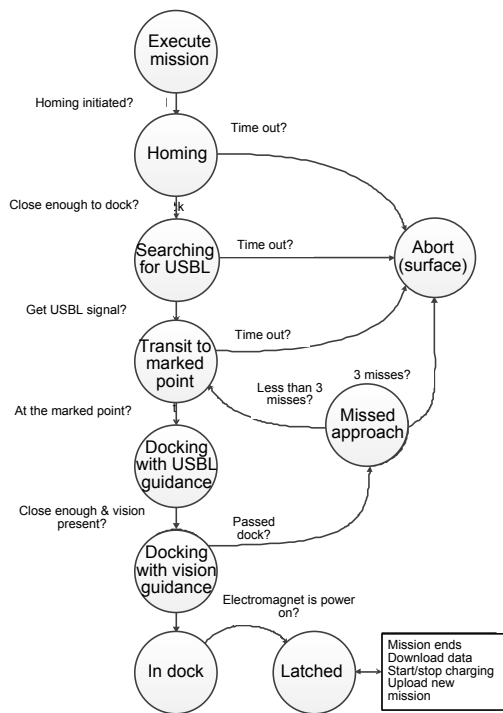 Execute
mission
Homing initiated?
Time out?
Homing
Close enough to dock?
k
Searching
for USBL
Time out?
Abort
(surface)
Get USBL signal?
Time out?
Transit to
marked
point
3 misses?
Less than 3
misses?
At the marked point?
t
Missed
approach
Docking
with USBL
guidance
Close enough & vision
present?
Passed
dock?
Docking
with vision
guidance
Electromagnet is power
on?
In dock
Latched
Mission ends
Download data
Start/stop charging
Upload new
mission